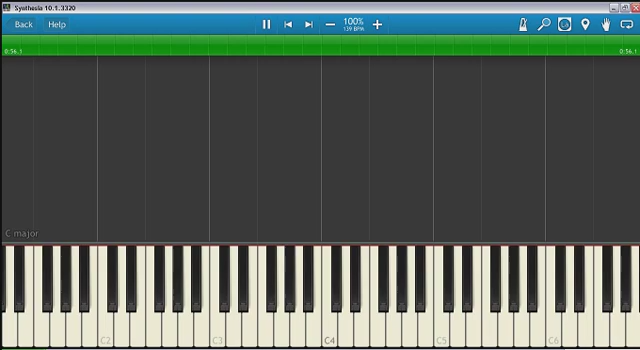 Synthesia 10.1.3320
Back Help 100%
139 BPM
0:56.1 0:56.1
C major
C2 C3 C4 C5 C6